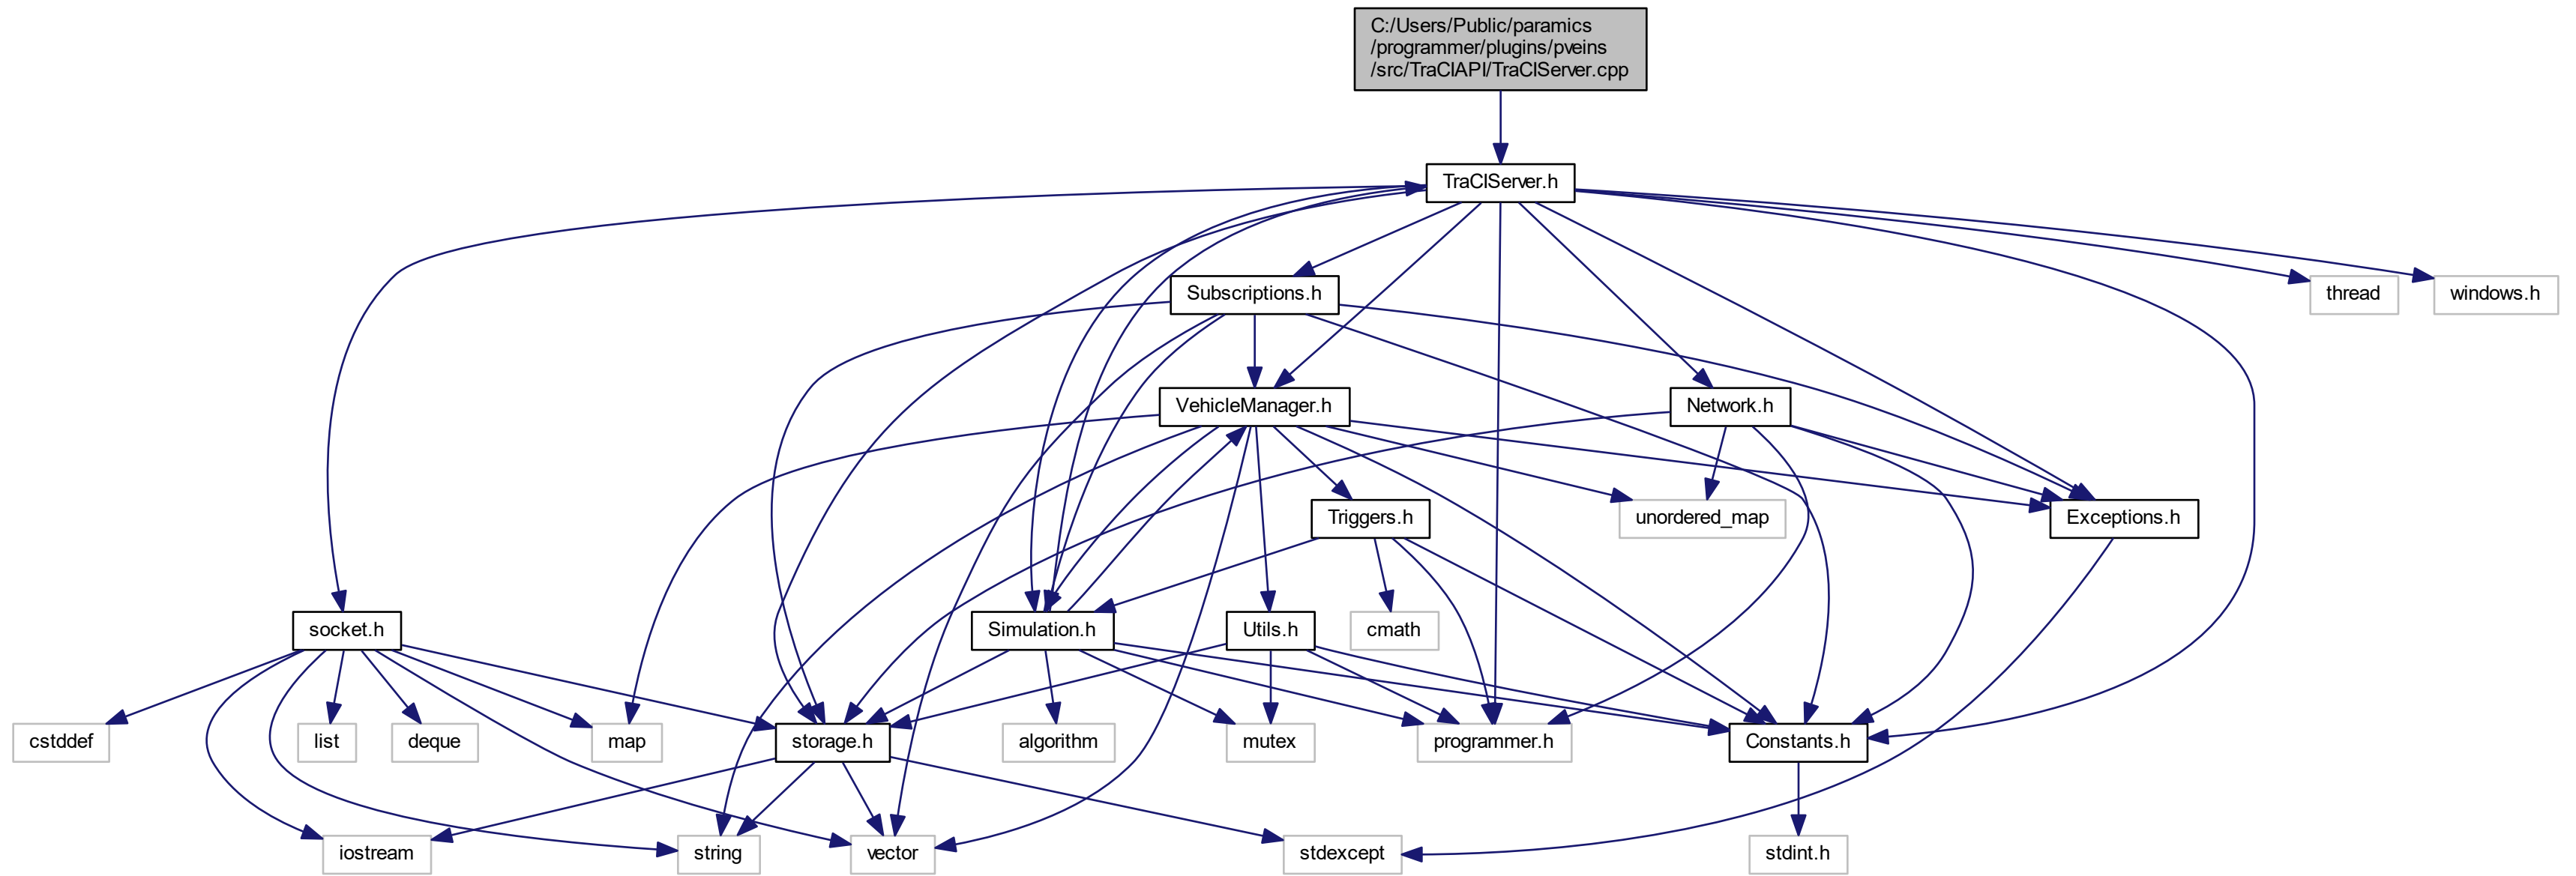 C:/Users/Public/paramics
/programmer/plugins/pveins
/src/TraCIAPI/TraCIServer.cpp
TraCIServer.h
Subscriptions.h
thread
windows.h
VehicleManager.h
Network.h
Triggers.h
unordered_map
Exceptions.h
socket.h
Simulation.h
Utils.h
cmath
cstddef
list
deque
map
storage.h
algorithm
mutex
programmer.h
Constants.h
iostream
string
vector
stdexcept
stdint.h